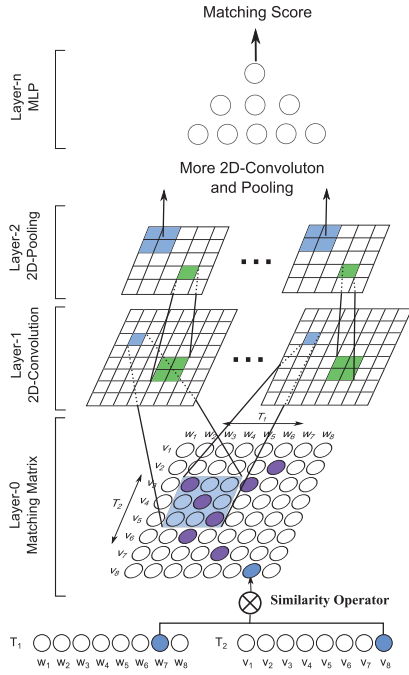 Matching Score
Layer-n
MLP
More 2D-Convoluton
and Pooling
Layer-2
2D-Pooling
...
...
Layer-1
2D-Convolution
...
Layer-0
Matching Matrix
T1
w1 w2 w3 w4 w5 w6 w7 w8
T2
v1
v2
v3
v4
v5
v6
v7
v8
Similarity Operator
T1
w1 w2 w3 w4 w5 w6 w7 w8
T2
v1 v2 v3 v4 v5 v6 v7 v8